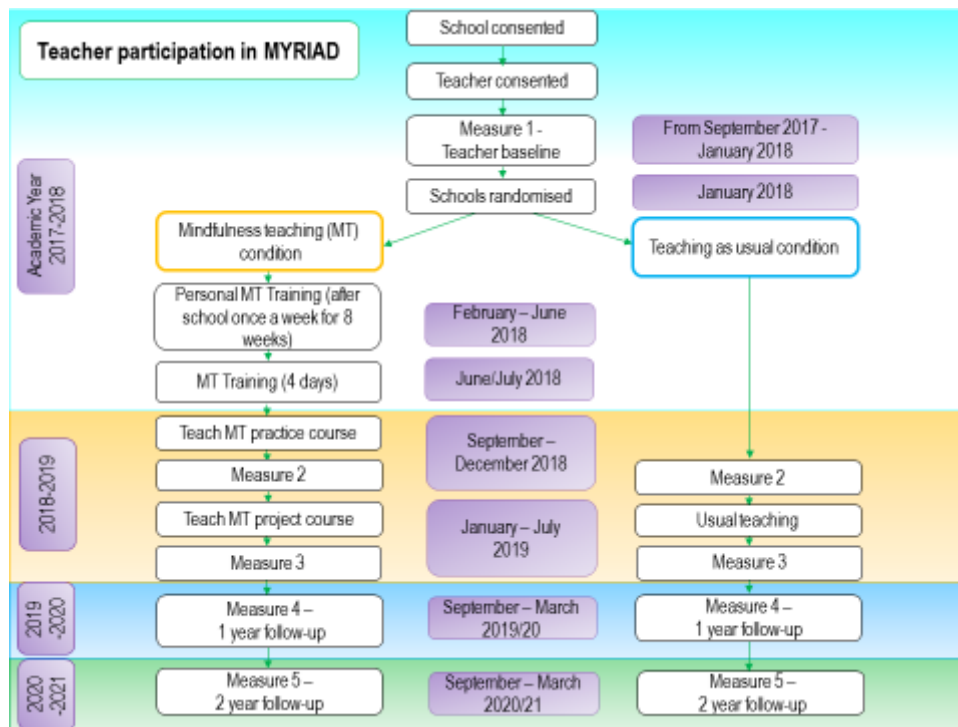 Teacher participation in MYRIAD
School consented
Teacher consented
Measure 1 -
Teacher baseline
From September 2017 -
January 2018
Schools randomised
January 2018
Academic Year
2017-2018
Mindfulness teaching (MT)
condition
Teaching as usual condition
Personal MT Training (after
school once a week for 8
weeks)
February – June
2018
MT Training (4 days)
June/July 2018
2018-2019
Teach MT practice course
September –
December 2018
Measure 2
Measure 2
Teach MT project course
January – July
2019
Usual teaching
Measure 3
Measure 3
2019
-2020
Measure 4 –
1 year follow-up
September – March
2019/20
Measure 4 –
1 year follow-up
2020
-2021
Measure 5 –
2 year follow-up
September – March
2020/21
Measure 5 –
2 year follow-up